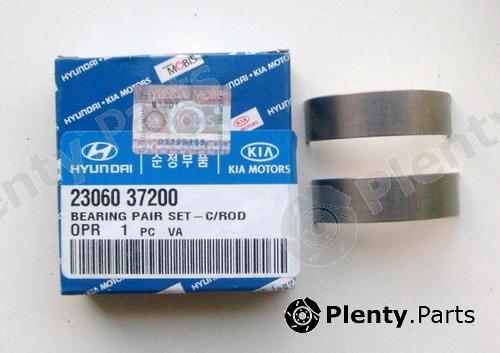 MOBIS
HYUNDAI · KIA MOTORS
HYUNDAI
순정부품
KIA
KIA MOTORS
23060 37200
BEARING PAIR SET-C/ROD
OPR 1 PC VA
Plenty.Parts